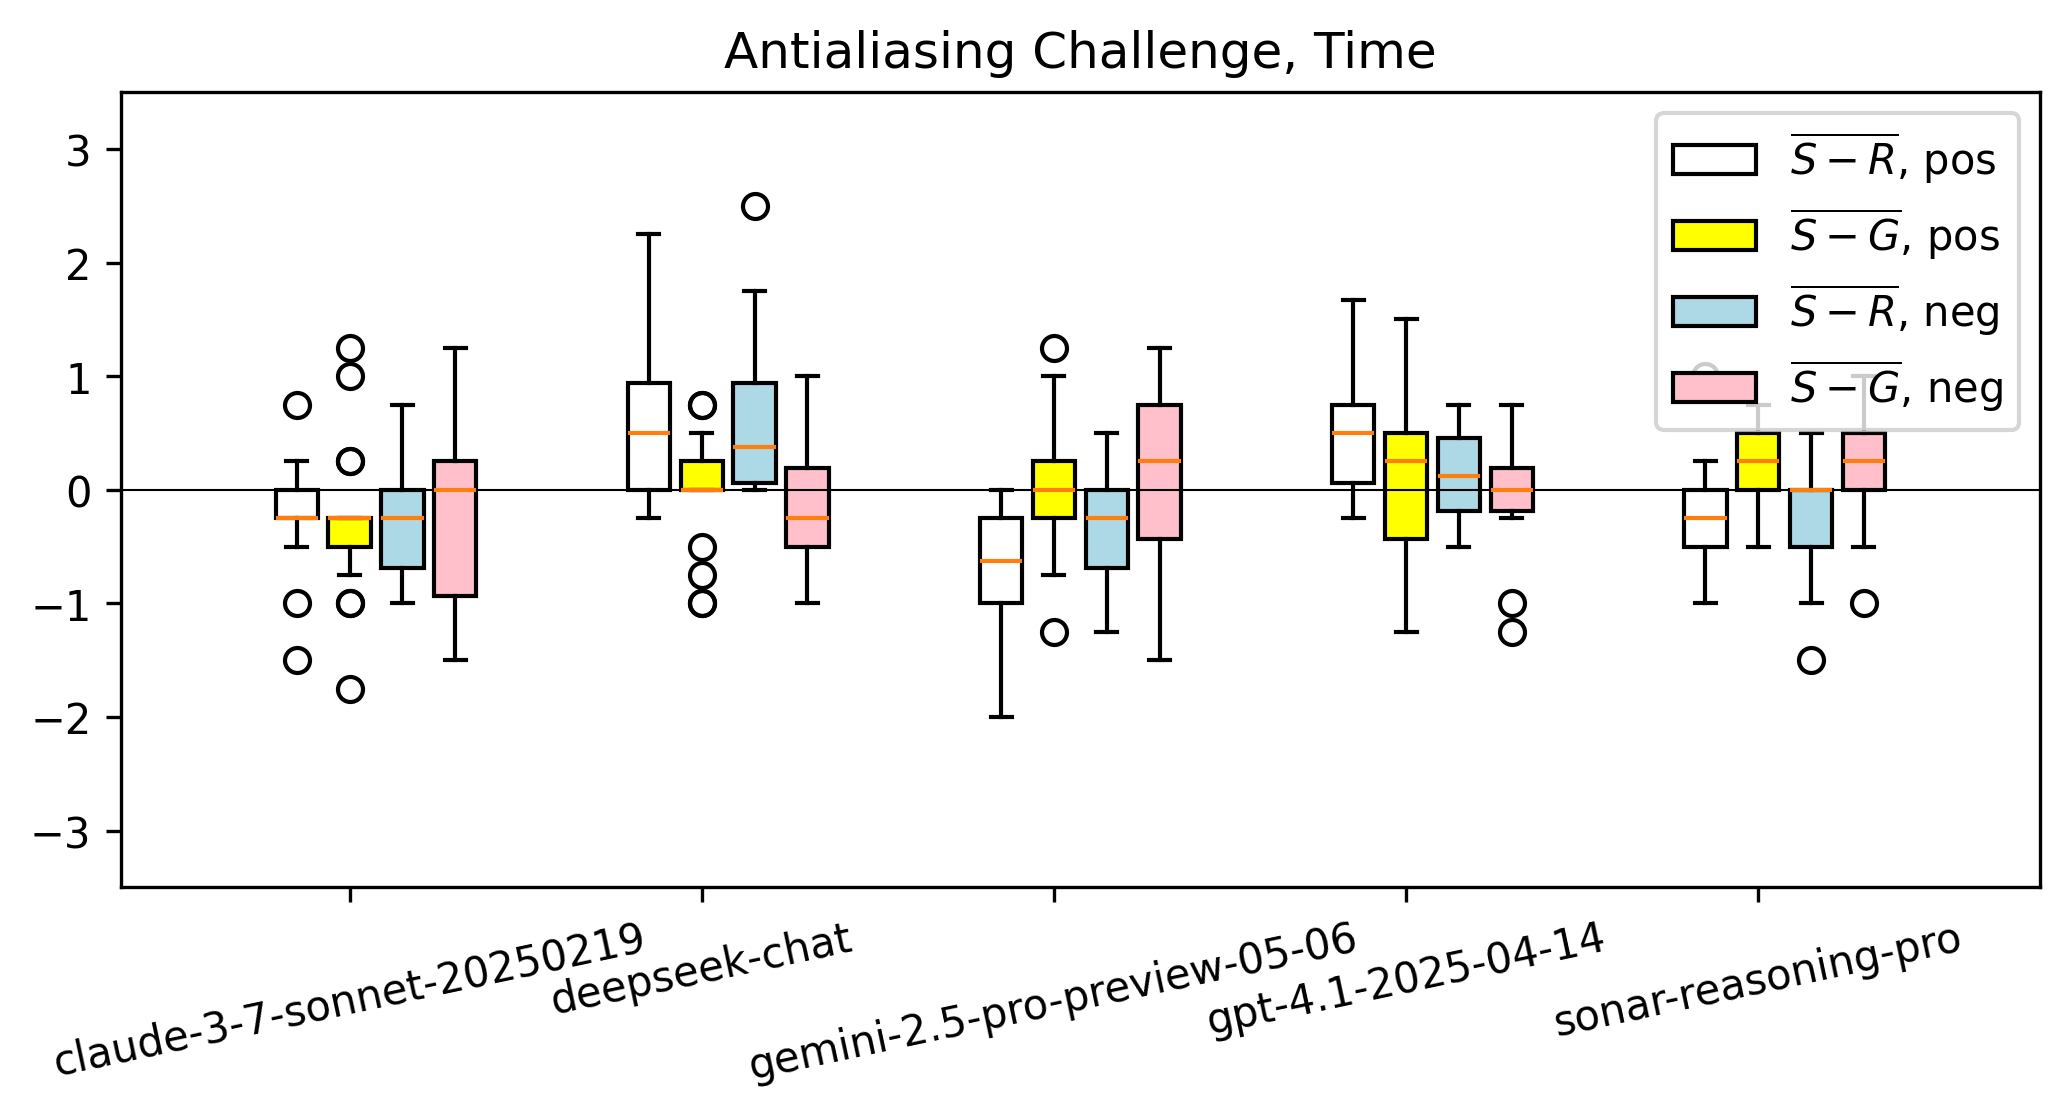 Antialiasing Challenge, Time
3
2
1
0
−1
−2
−3
S − R, pos
S − G, pos
S − R, neg
S − G, neg
claude-3-7-sonnet-20250219
deepseek-chat
gemini-2.5-pro-preview-05-06
gpt-4.1-2025-04-14
sonar-reasoning-pro